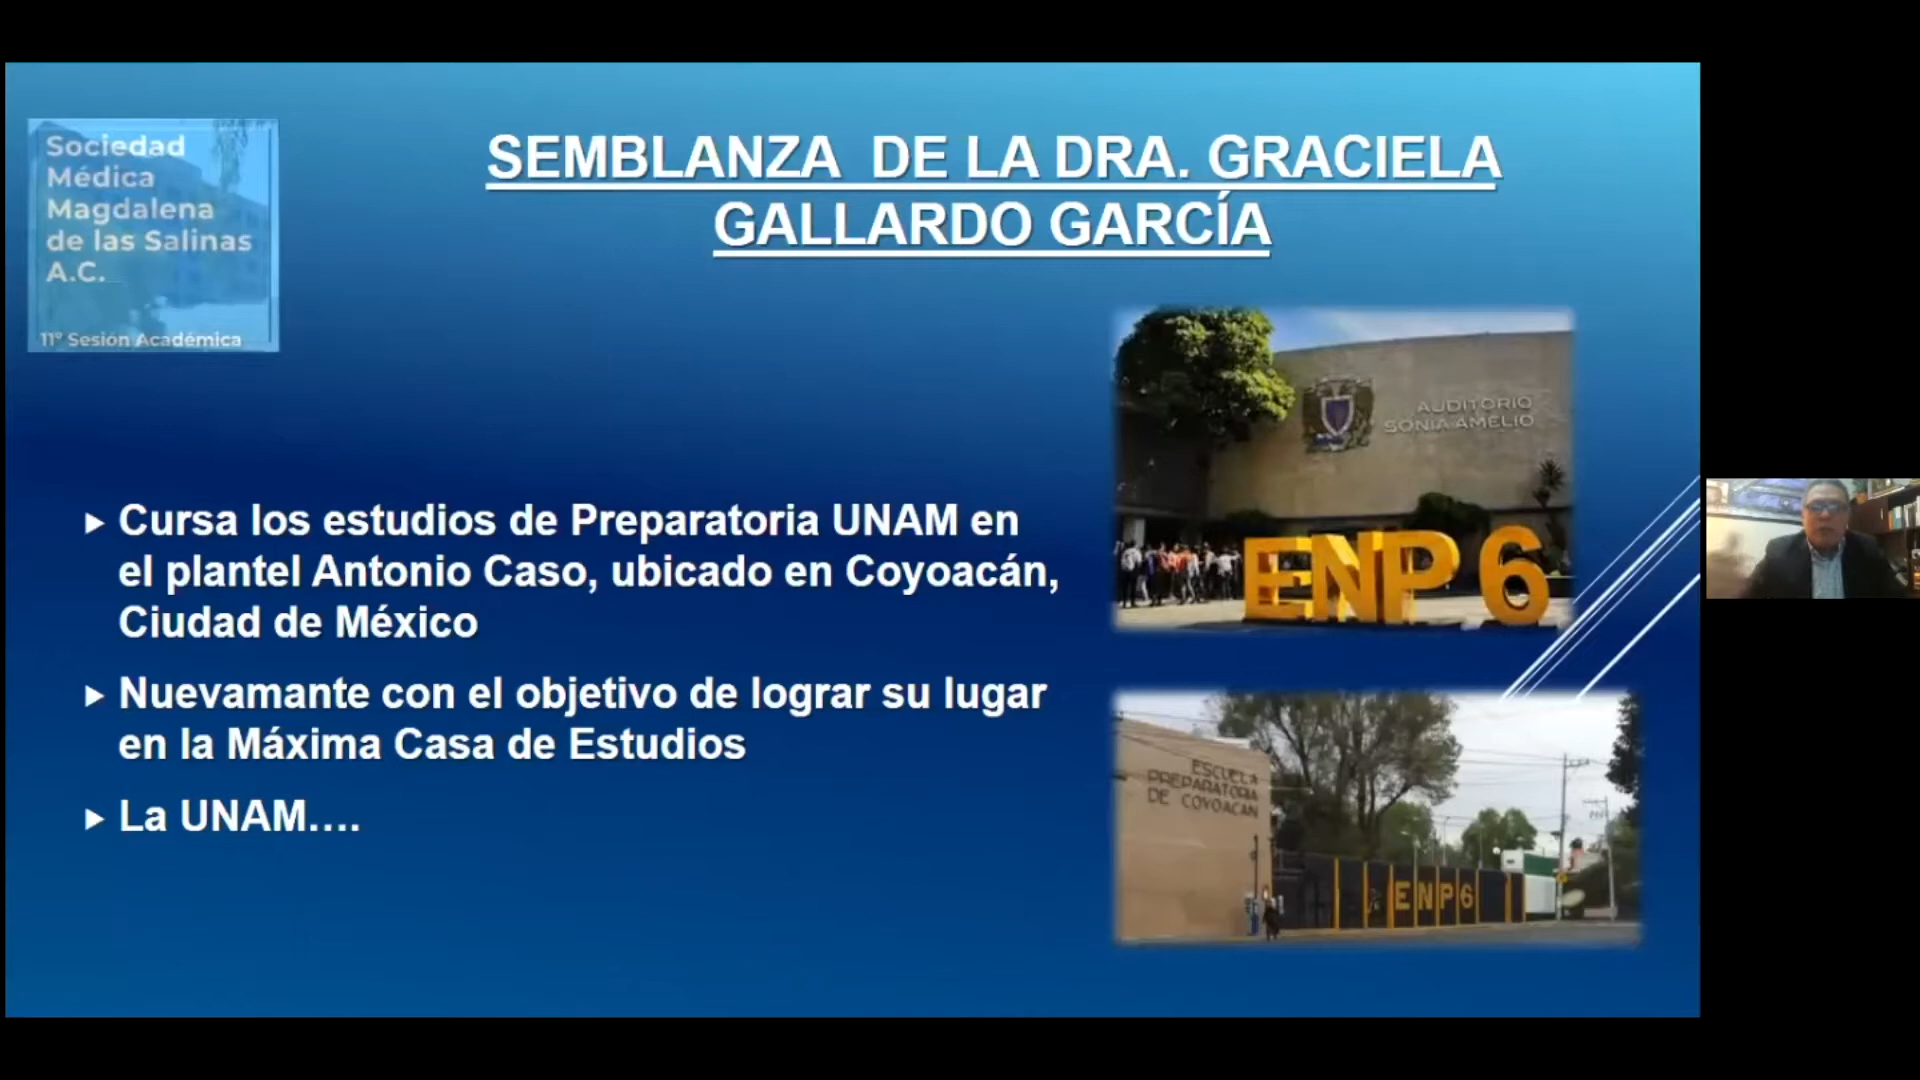 Sociedad
Médica
Magdalena
de las Salinas
A.C.
11° Sesión Académica
SEMBLANZA DE LA DRA. GRACIELA
GALLARDO GARCÍA
Cursa los estudios de Preparatoria UNAM en
el plantel Antonio Caso, ubicado en Coyoacán,
Ciudad de México
Nuevamante con el objetivo de lograr su lugar
en la Máxima Casa de Estudios
La UNAM....
AUDITORIO
SONIA AMELIO
ENP 6
ESCUELA
PREPARATORIA
DE COYOACAN
ENP6